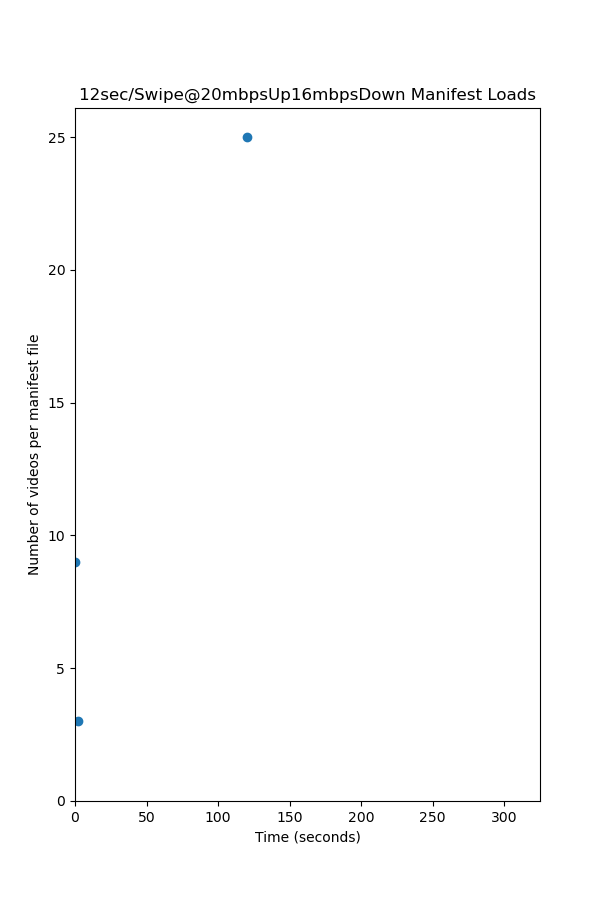 12sec/Swipe@20mbpsUp16mbpsDown Manifest Loads
25
20
15
10
5
0
Number of videos per manifest file
0 50 100 150 200 250 300
Time (seconds)